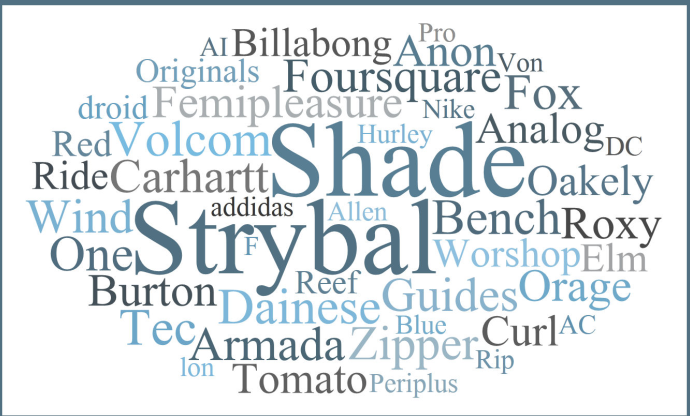 Pro
AI Billabong Anon Von
Originals Foursquare Fox
droid Femipleasure Nike
Red Volcom Hurley Analog DC
Ride Carhartt Shade Oakely
Wind addidas Allen Bench Roxy
One Strybal F Worshop Elm
Burton Reef Guides Orage
Dainese
Tec Armada Blue Curl AC
Zipper Rip
lon Tomato Periplus